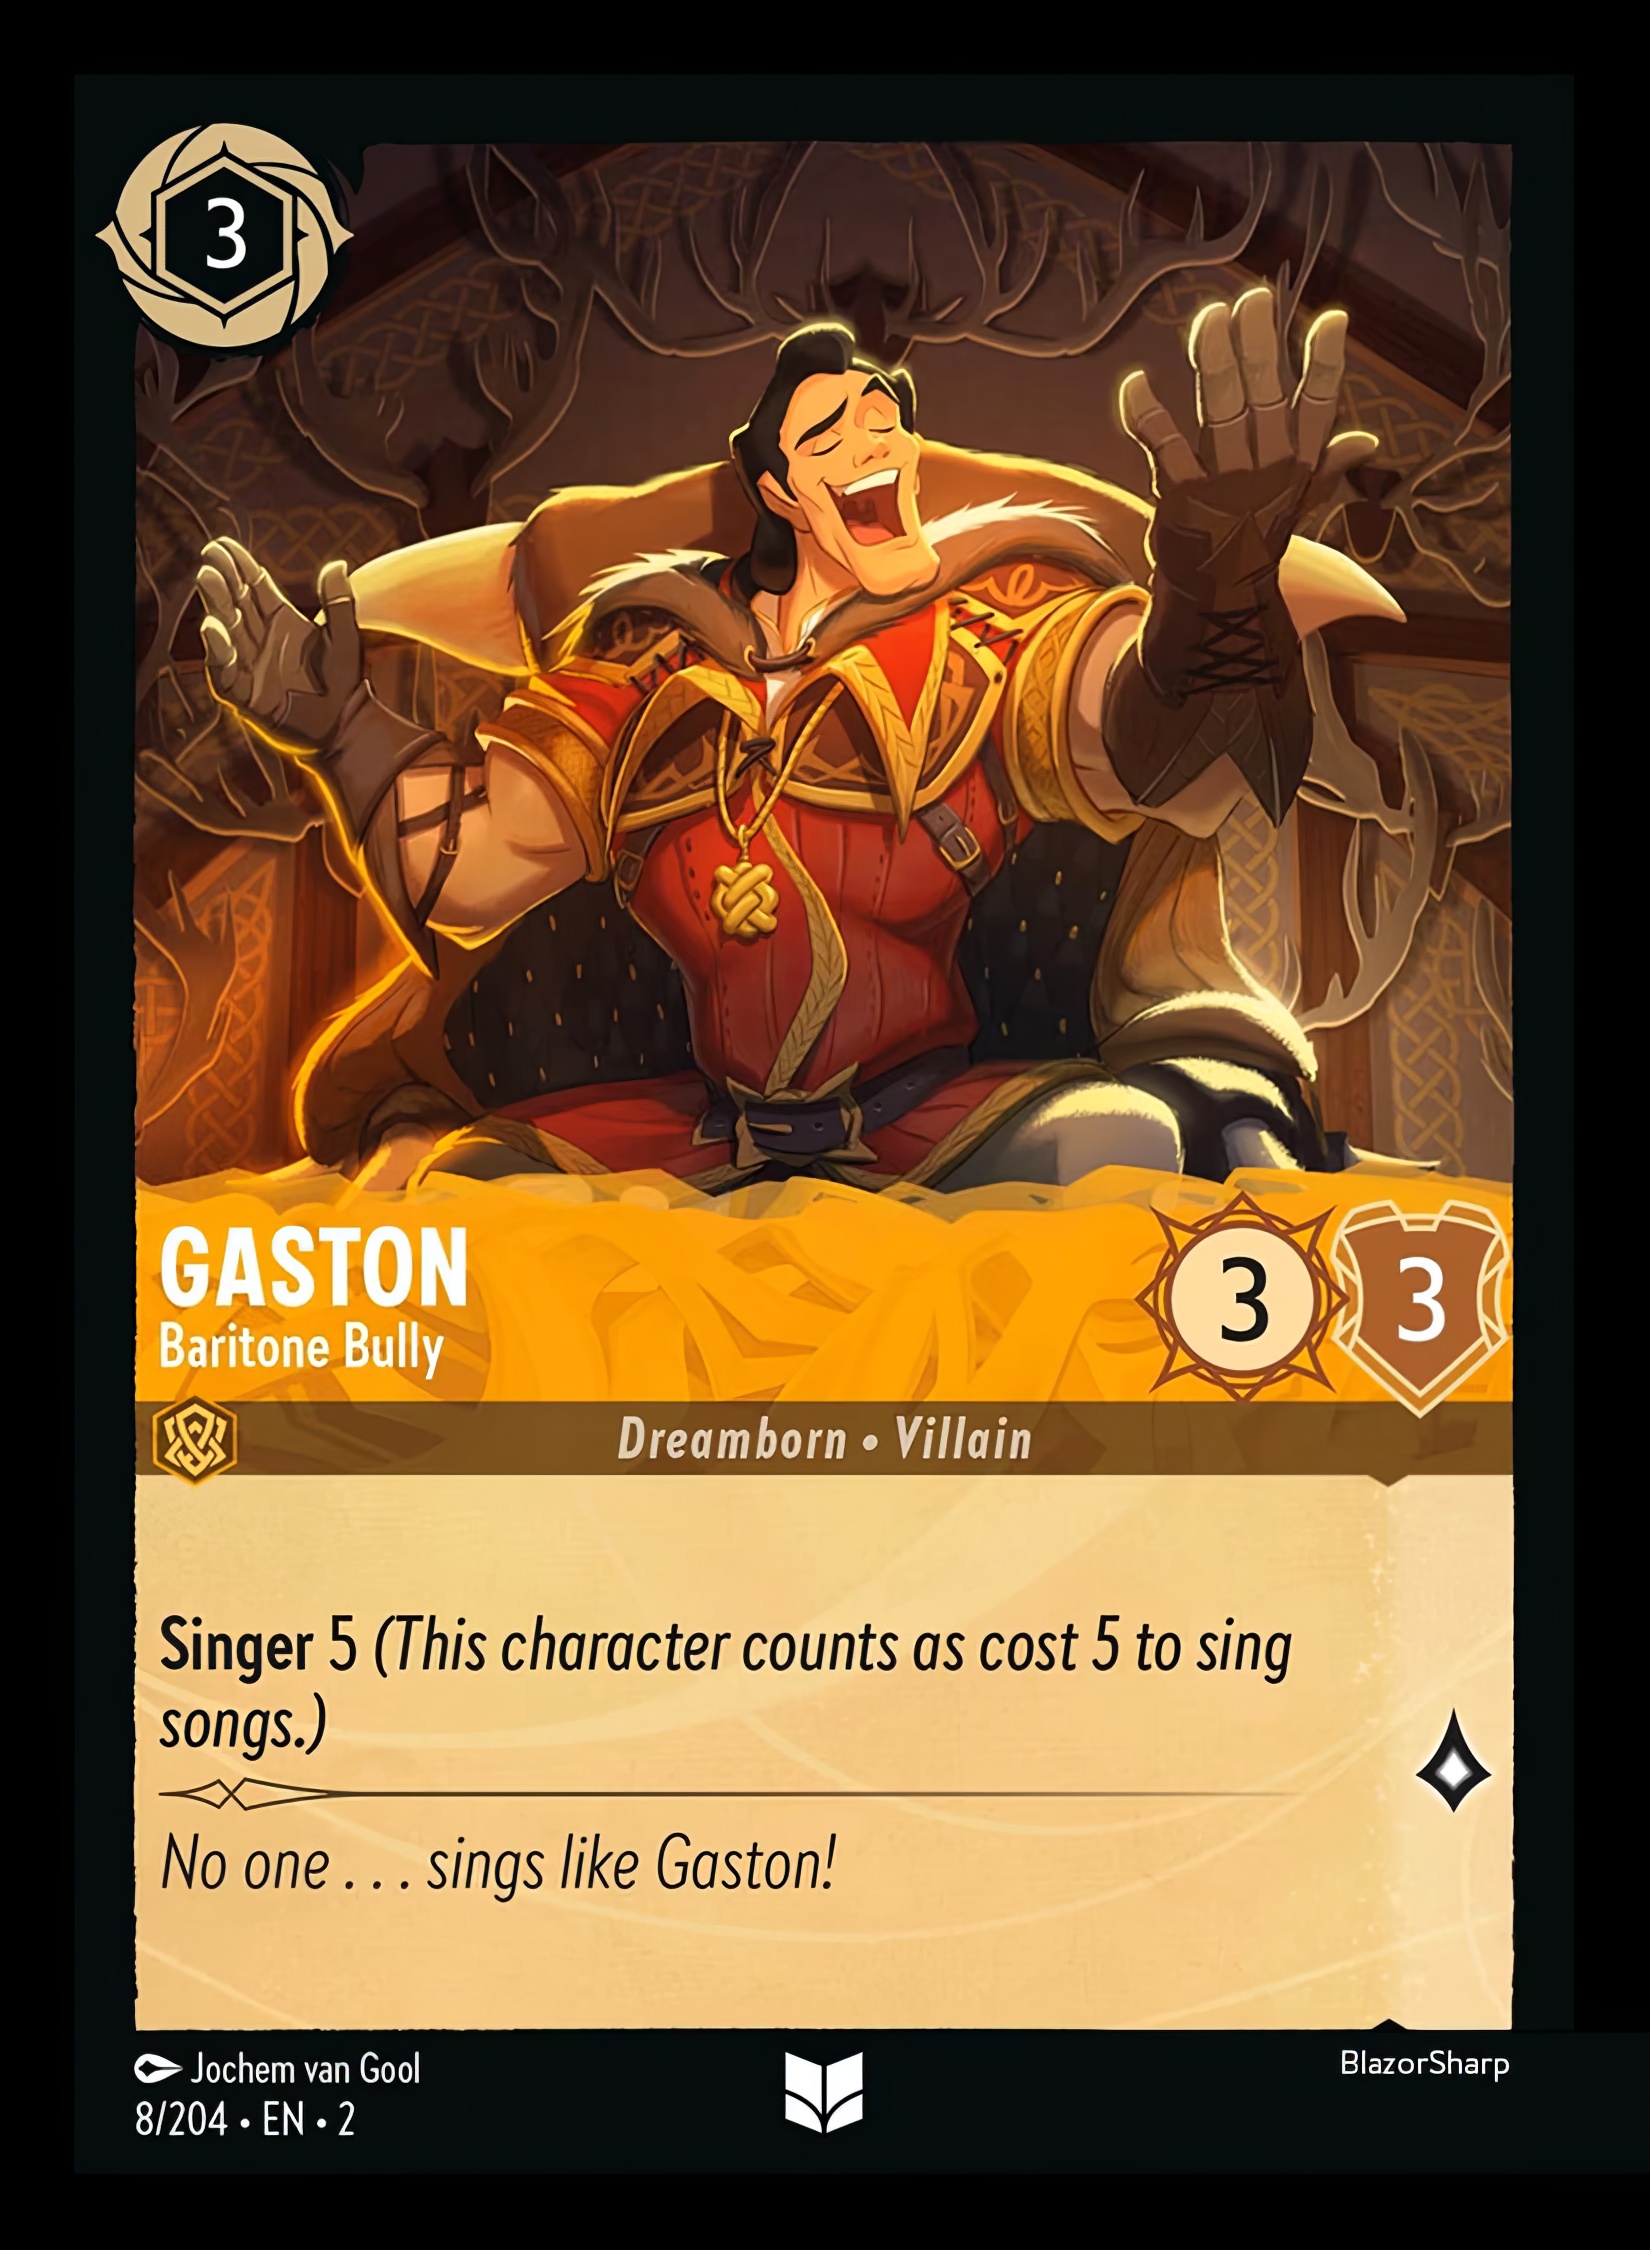 3
GASTON
Baritone Bully
3 3
Dreamborn • Villain
Singer 5 (This character counts as cost 5 to sing
songs.)
No one . . . sings like Gaston!
Jochem van Gool
8/204 • EN • 2
BlazorSharp